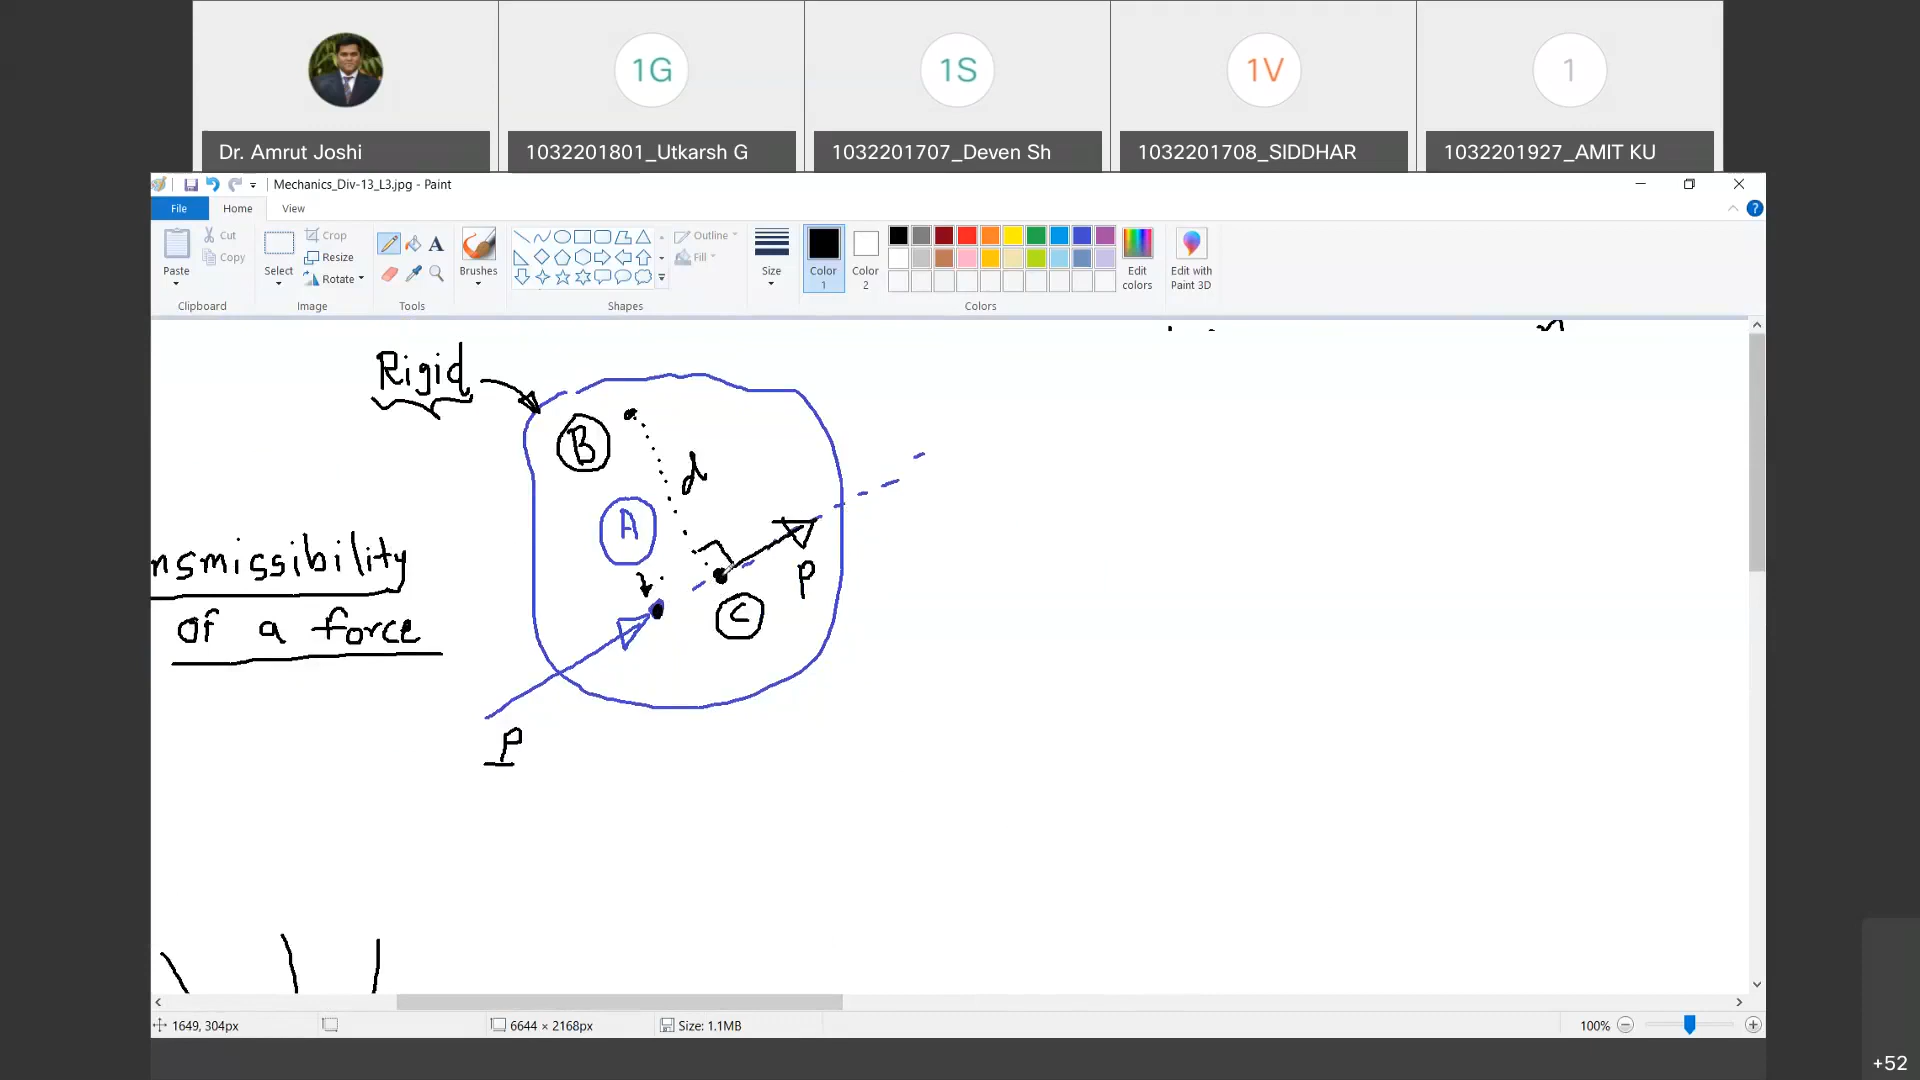 1G
1S
1V
1
Dr. Amrut Joshi
1032201801_Utkarsh G
1032201707_Deven Sh
1032201708_SIDDHAR
1032201927_AMIT KU
Mechanics_Div-13_L3.jpg - Paint
File
Home
View
Paste
Cut
Copy
Clipboard
Select
Crop
Resize
Rotate
Image
A
Tools
Brushes
Shapes
Outline
Fill
Size
Color 1
Color 2
Edit colors
Colors
Edit with Paint 3D
Rigid
B
d
A
P
C
nsmissibility
of a force
P
1649, 304px
6644 × 2168px
Size: 1.1MB
100%
+52